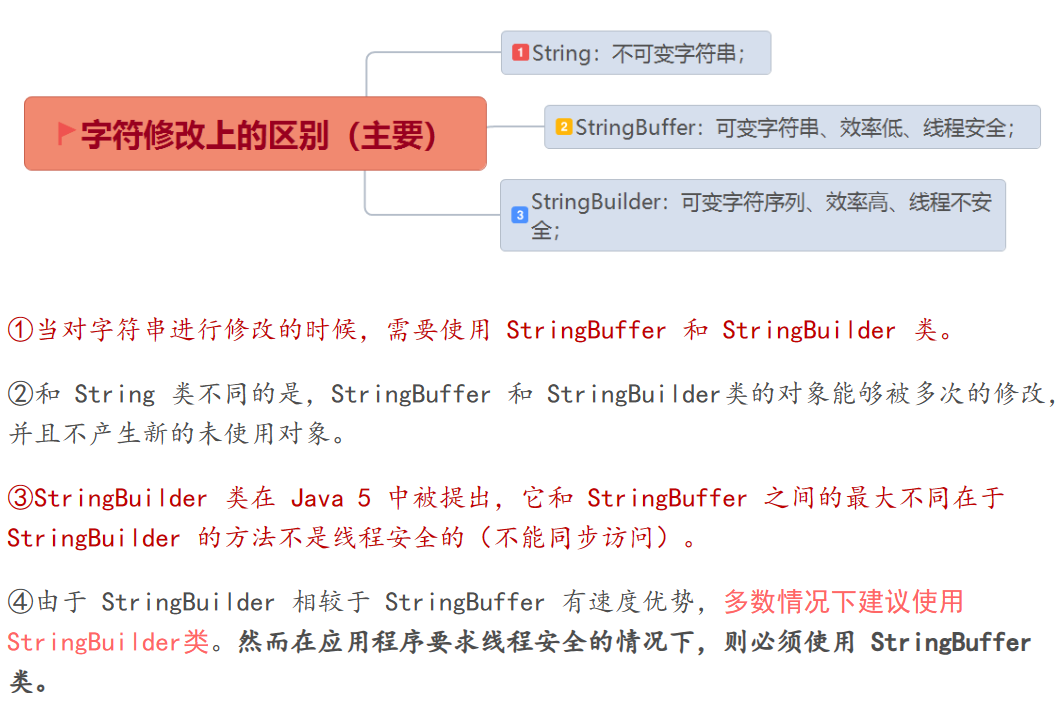 字符修改上的区别（主要）
1 String：不可变字符串；
2 StringBuffer：可变字符串、效率低、线程安全；
3 StringBuilder：可变字符序列、效率高、线程不安
全；
①当对字符串进行修改的时候，需要使用 StringBuffer 和 StringBuilder 类。
②和 String 类不同的是，StringBuffer 和 StringBuilder类的对象能够被多次的修改，
并且不产生新的未使用对象。
③StringBuilder 类在 Java 5 中被提出，它和 StringBuffer 之间的最大不同在于
StringBuilder 的方法不是线程安全的（不能同步访问）。
④由于 StringBuilder 相较于 StringBuffer 有速度优势，多数情况下建议使用
StringBuilder类。然而在应用程序要求线程安全的情况下，则必须使用 StringBuffer
类。